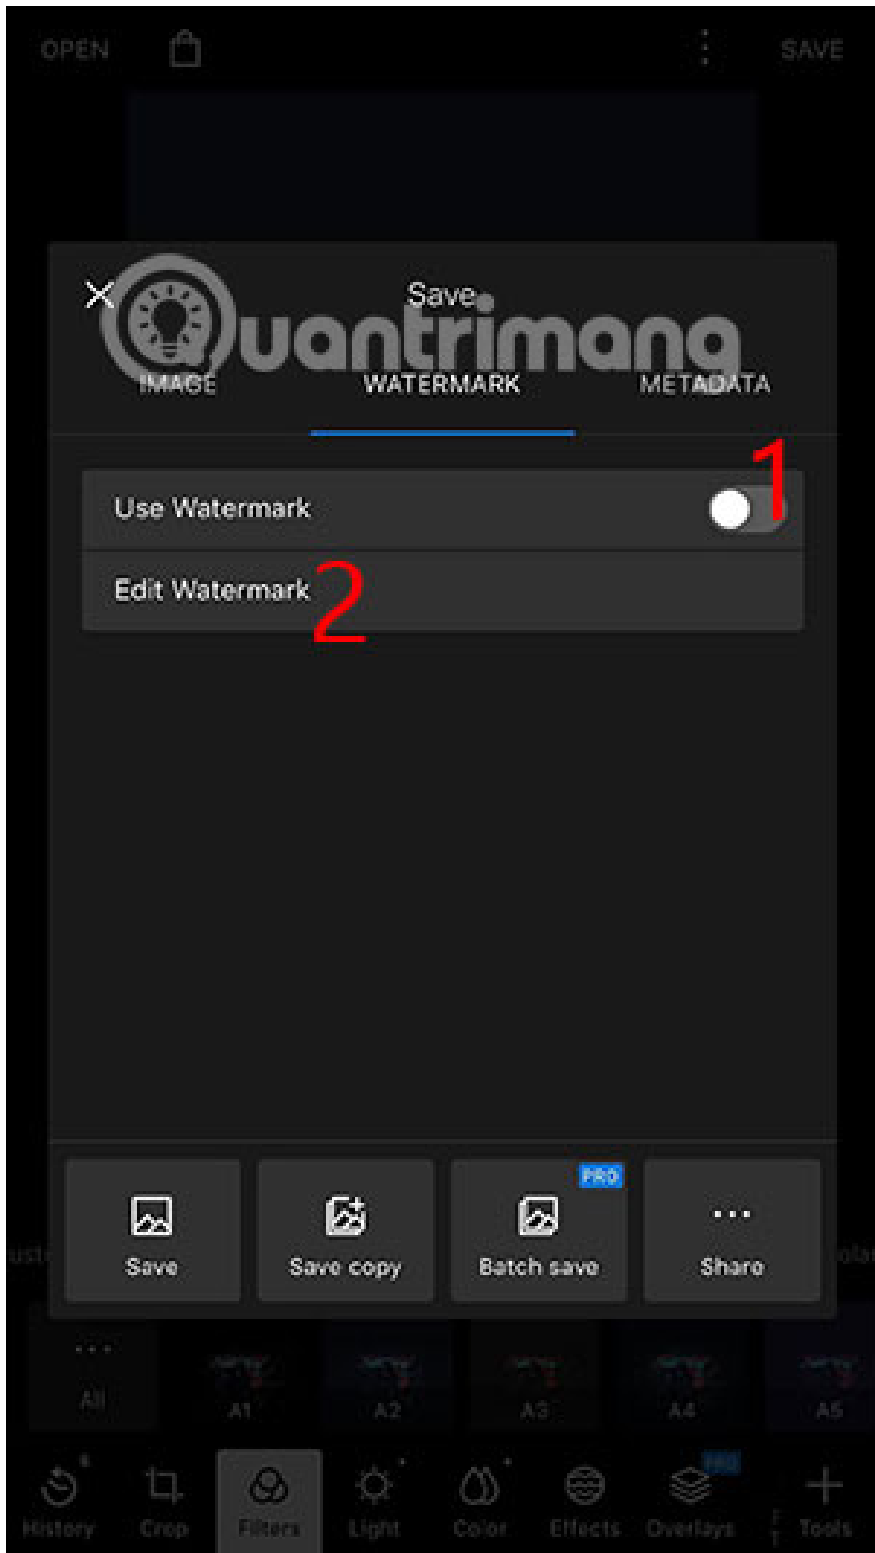 OPEN SAVE
Save
Quantrimang
IMAGE WATERMARK METADATA
1
Use Watermark
Edit Watermark
2
PRO
Save Save copy Batch save Share
All A1 A2 A3 A4 A5
PRO
History Crop Filters Light Color Effects Overlays Tools